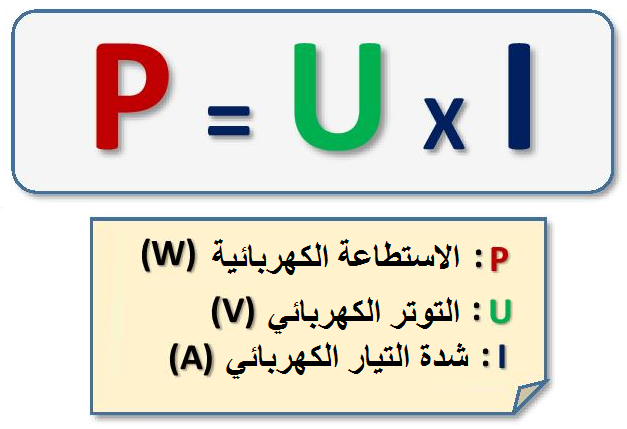 P = U x I
P : الاستطاعة الكهربائية (W)
U : التوتر الكهربائي (V)
I : شدة التيار الكهربائي (A)